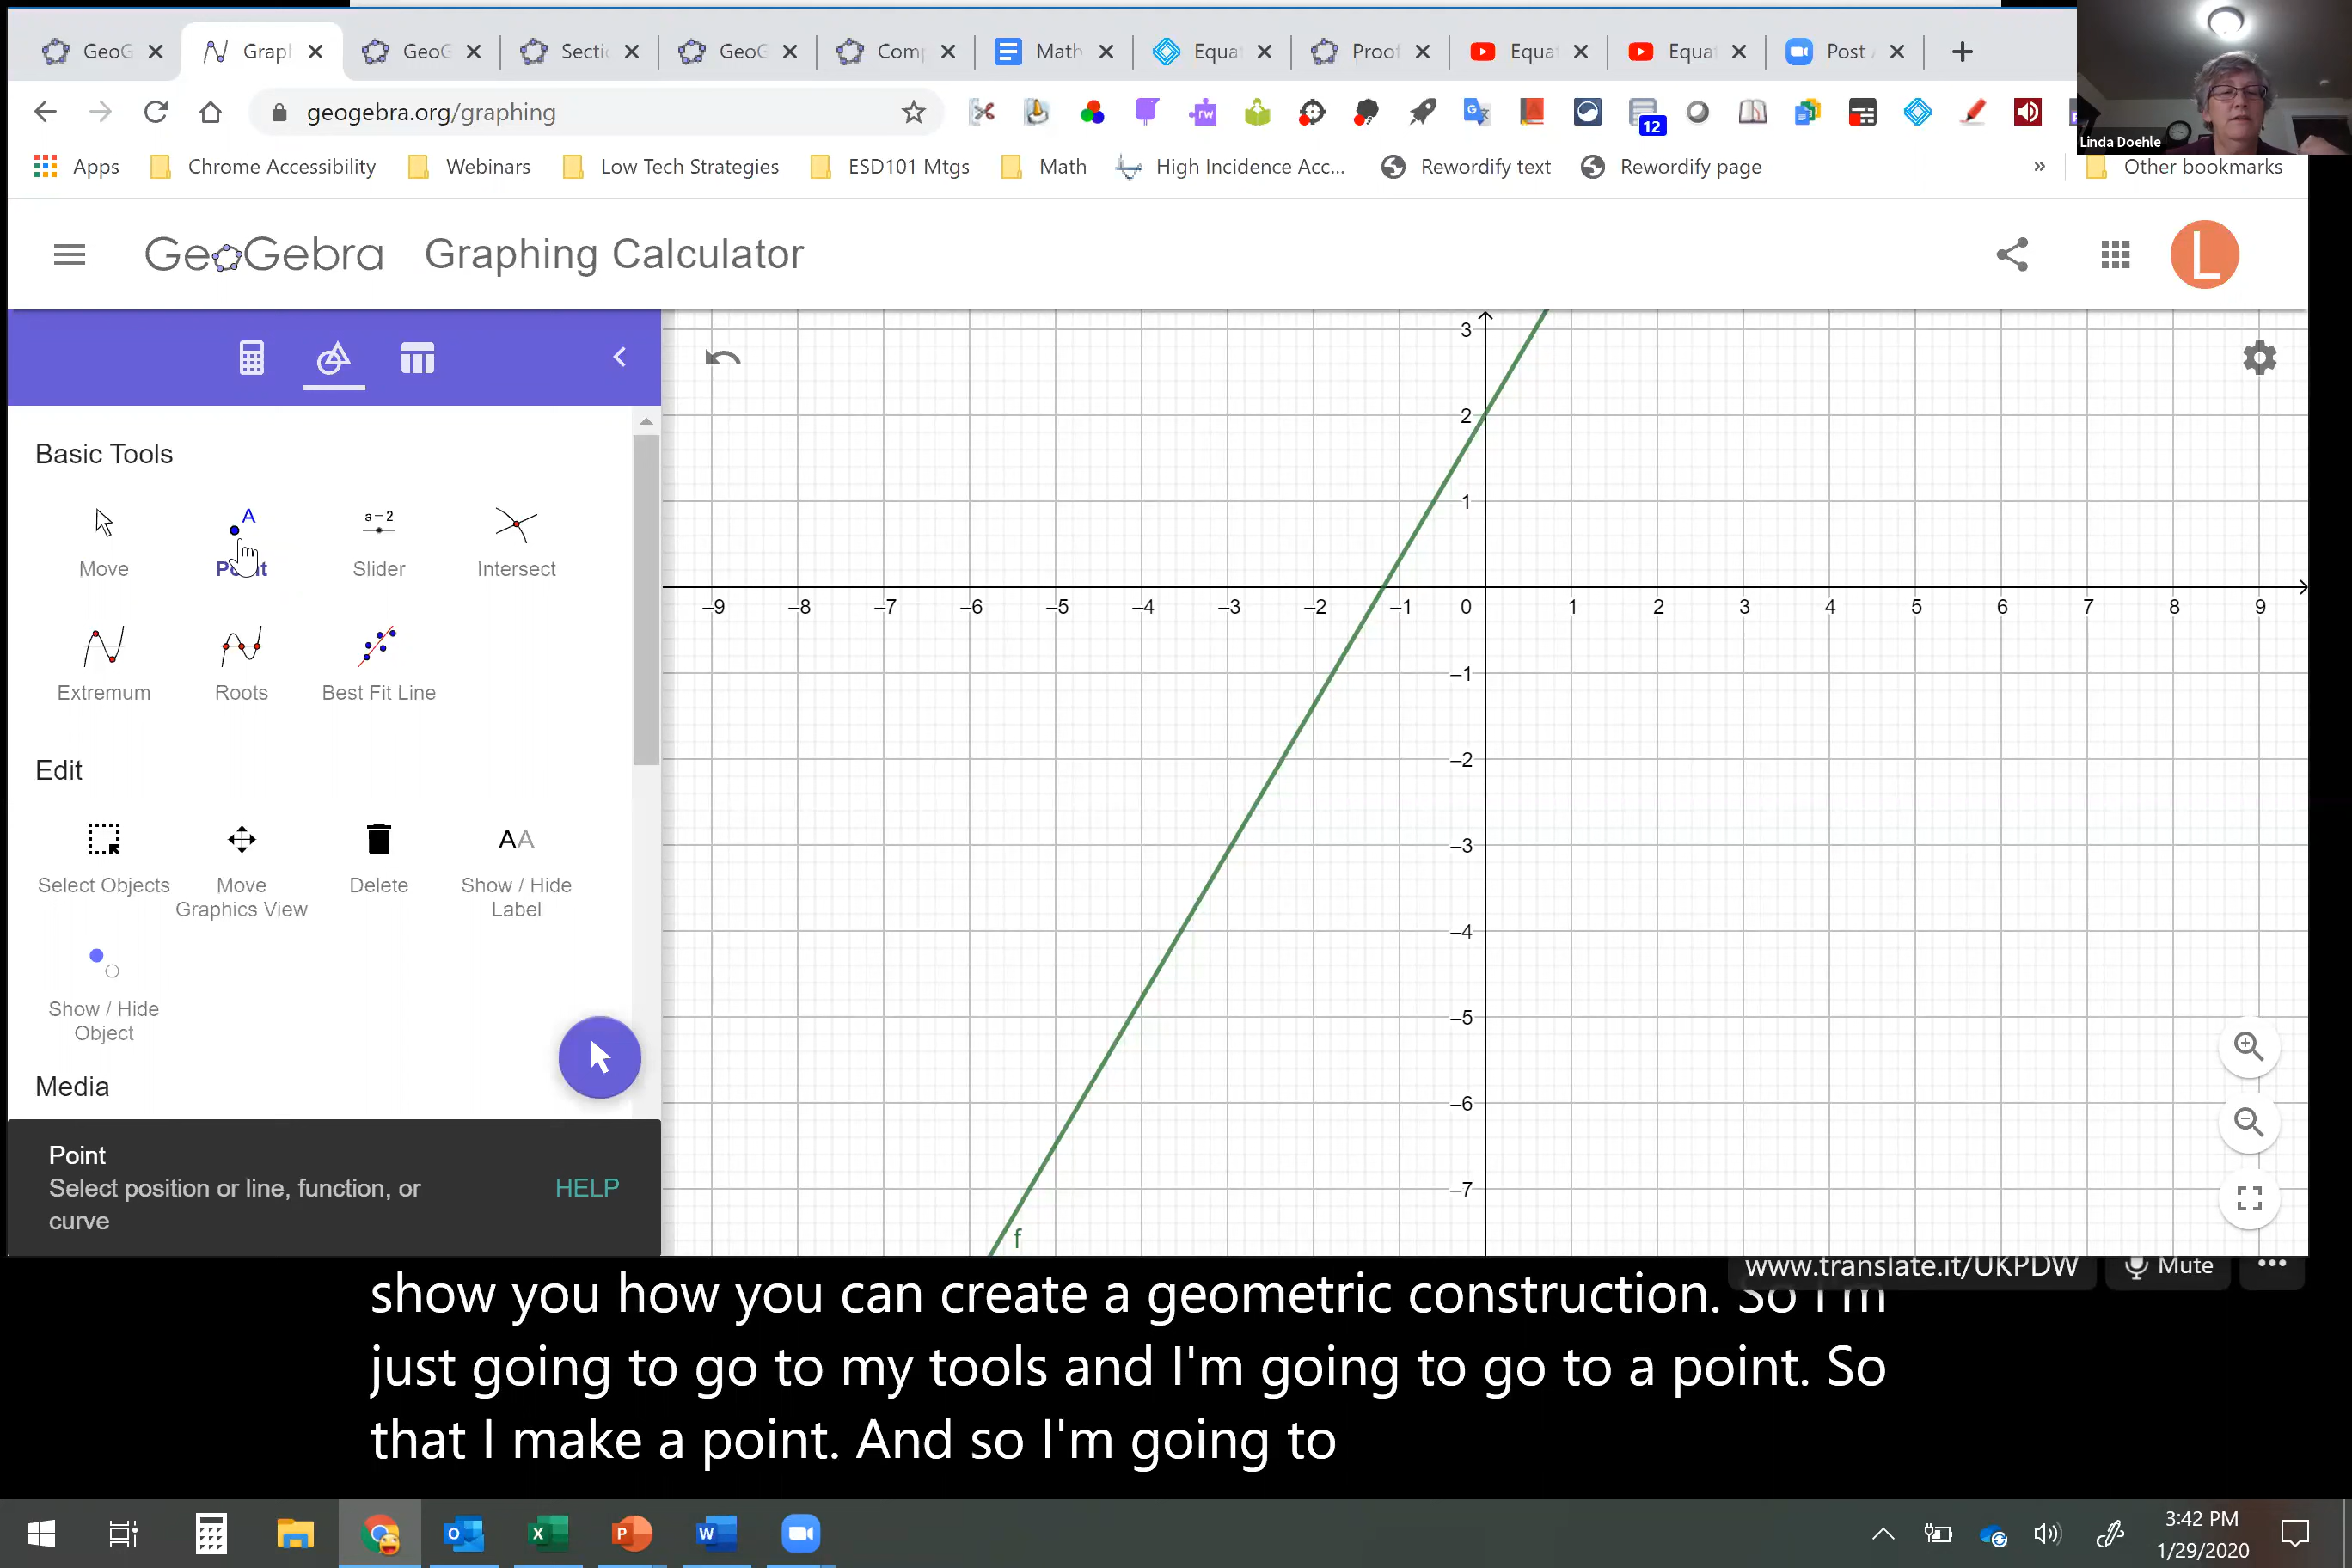 GeoG
Graph
GeoG
Secti
GeoG
Comp
Math
Equa
Proof
Equa
Equa
Post
geogebra.org/graphing
rw
12
Linda Doehle
Apps
Chrome Accessibility
Webinars
Low Tech Strategies
ESD101 Mtgs
Math
High Incidence Acc...
Rewordify text
Rewordify page
»
Other bookmarks
GeoGebra Graphing Calculator
L
Basic Tools
A
a=2
Move
Point
Slider
Intersect
Extremum
Roots
Best Fit Line
Edit
AA
Select Objects
Move
Graphics View
Delete
Show / Hide
Label
Show / Hide
Object
Media
Point
Select position or line, function, or
curve
HELP
3
2
1
–9 –8 –7 –6 –5 –4 –3 –2 –1 0 1 2 3 4 5 6 7 8 9
–1
–2
–3
–4
–5
–6
–7
f
www.translate.it/UKPDW
Mute
show you how you can create a geometric construction. So I'm
just going to go to my tools and I'm going to go to a point. So
that I make a point. And so I'm going to
3:42 PM
1/29/2020